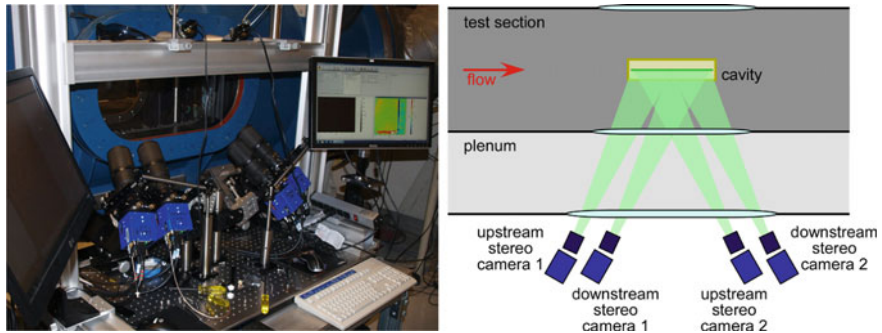 test section
flow
cavity
plenum
upstream
stereo
camera 1
downstream
stereo
camera 1
upstream
stereo
camera 2
downstream
stereo
camera 2